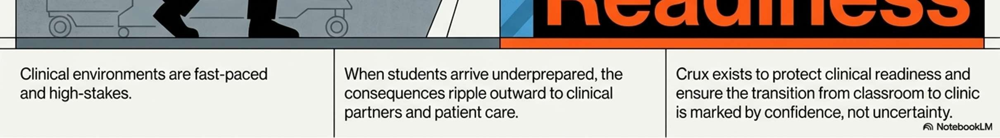 Readiness
Clinical environments are fast-paced
and high-stakes.
When students arrive underprepared, the
consequences ripple outward to clinical
partners and patient care.
Crux exists to protect clinical readiness and
ensure the transition from classroom to clinic
is marked by confidence, not uncertainty.
NotebookLM